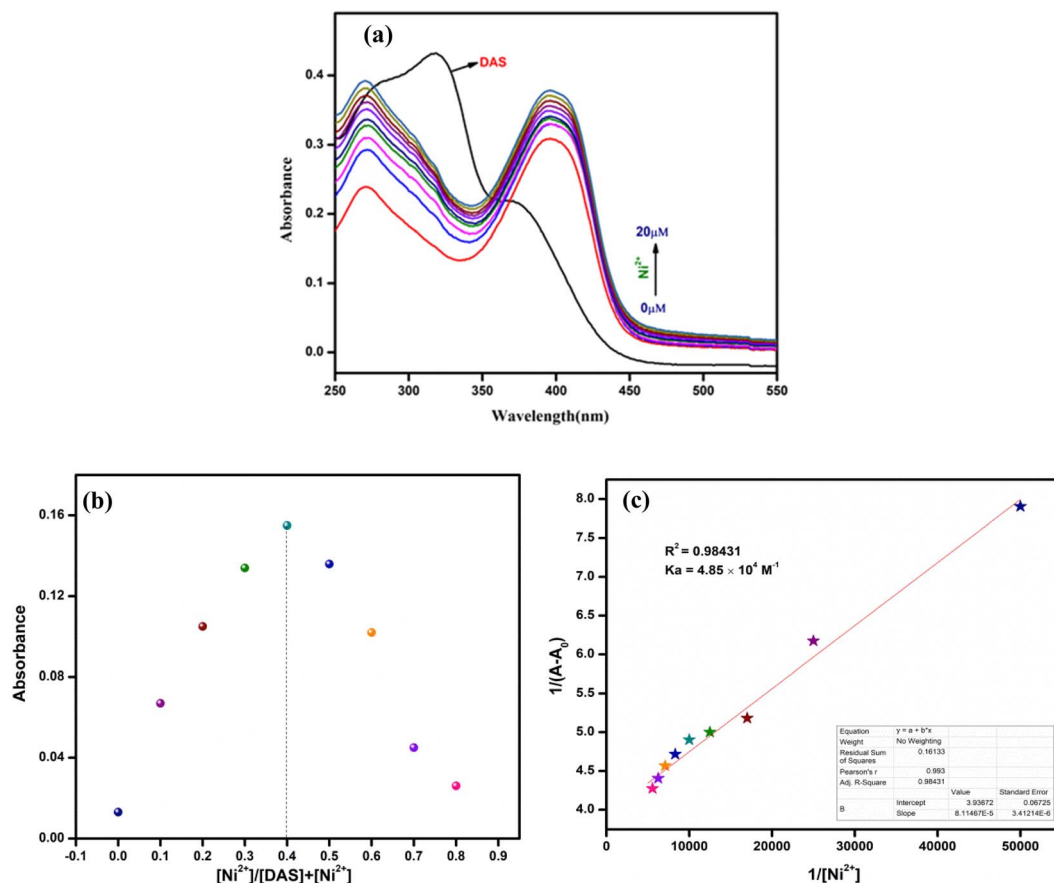 (a)
DAS
0.4
0.3
0.2
0.1
0.0
Absorbance
20μM
Ni²⁺
0μM
250 300 350 400 450 500 550
Wavelength(nm)
(b)
0.16
0.12
0.08
0.04
0.00
Absorbance
-0.1 0.0 0.1 0.2 0.3 0.4 0.5 0.6 0.7 0.8 0.9
[Ni²⁺]/[DAS]+[Ni²⁺]
(c)
8.0
7.5
7.0
6.5
6.0
5.5
5.0
4.5
4.0
1/(A-A₀)
R² = 0.98431
Ka = 4.85 × 10⁴ M⁻¹
Equation y = a + b*x
Weight No Weighting
Residual Sum of Squares 0.16133
Pearson's r 0.993
Adj. R-Square 0.98431
Value Standard Error
B Intercept 3.93672 0.06725
Slope 8.11467E-5 3.41214E-6
0 10000 20000 30000 40000 50000
1/[Ni²⁺]